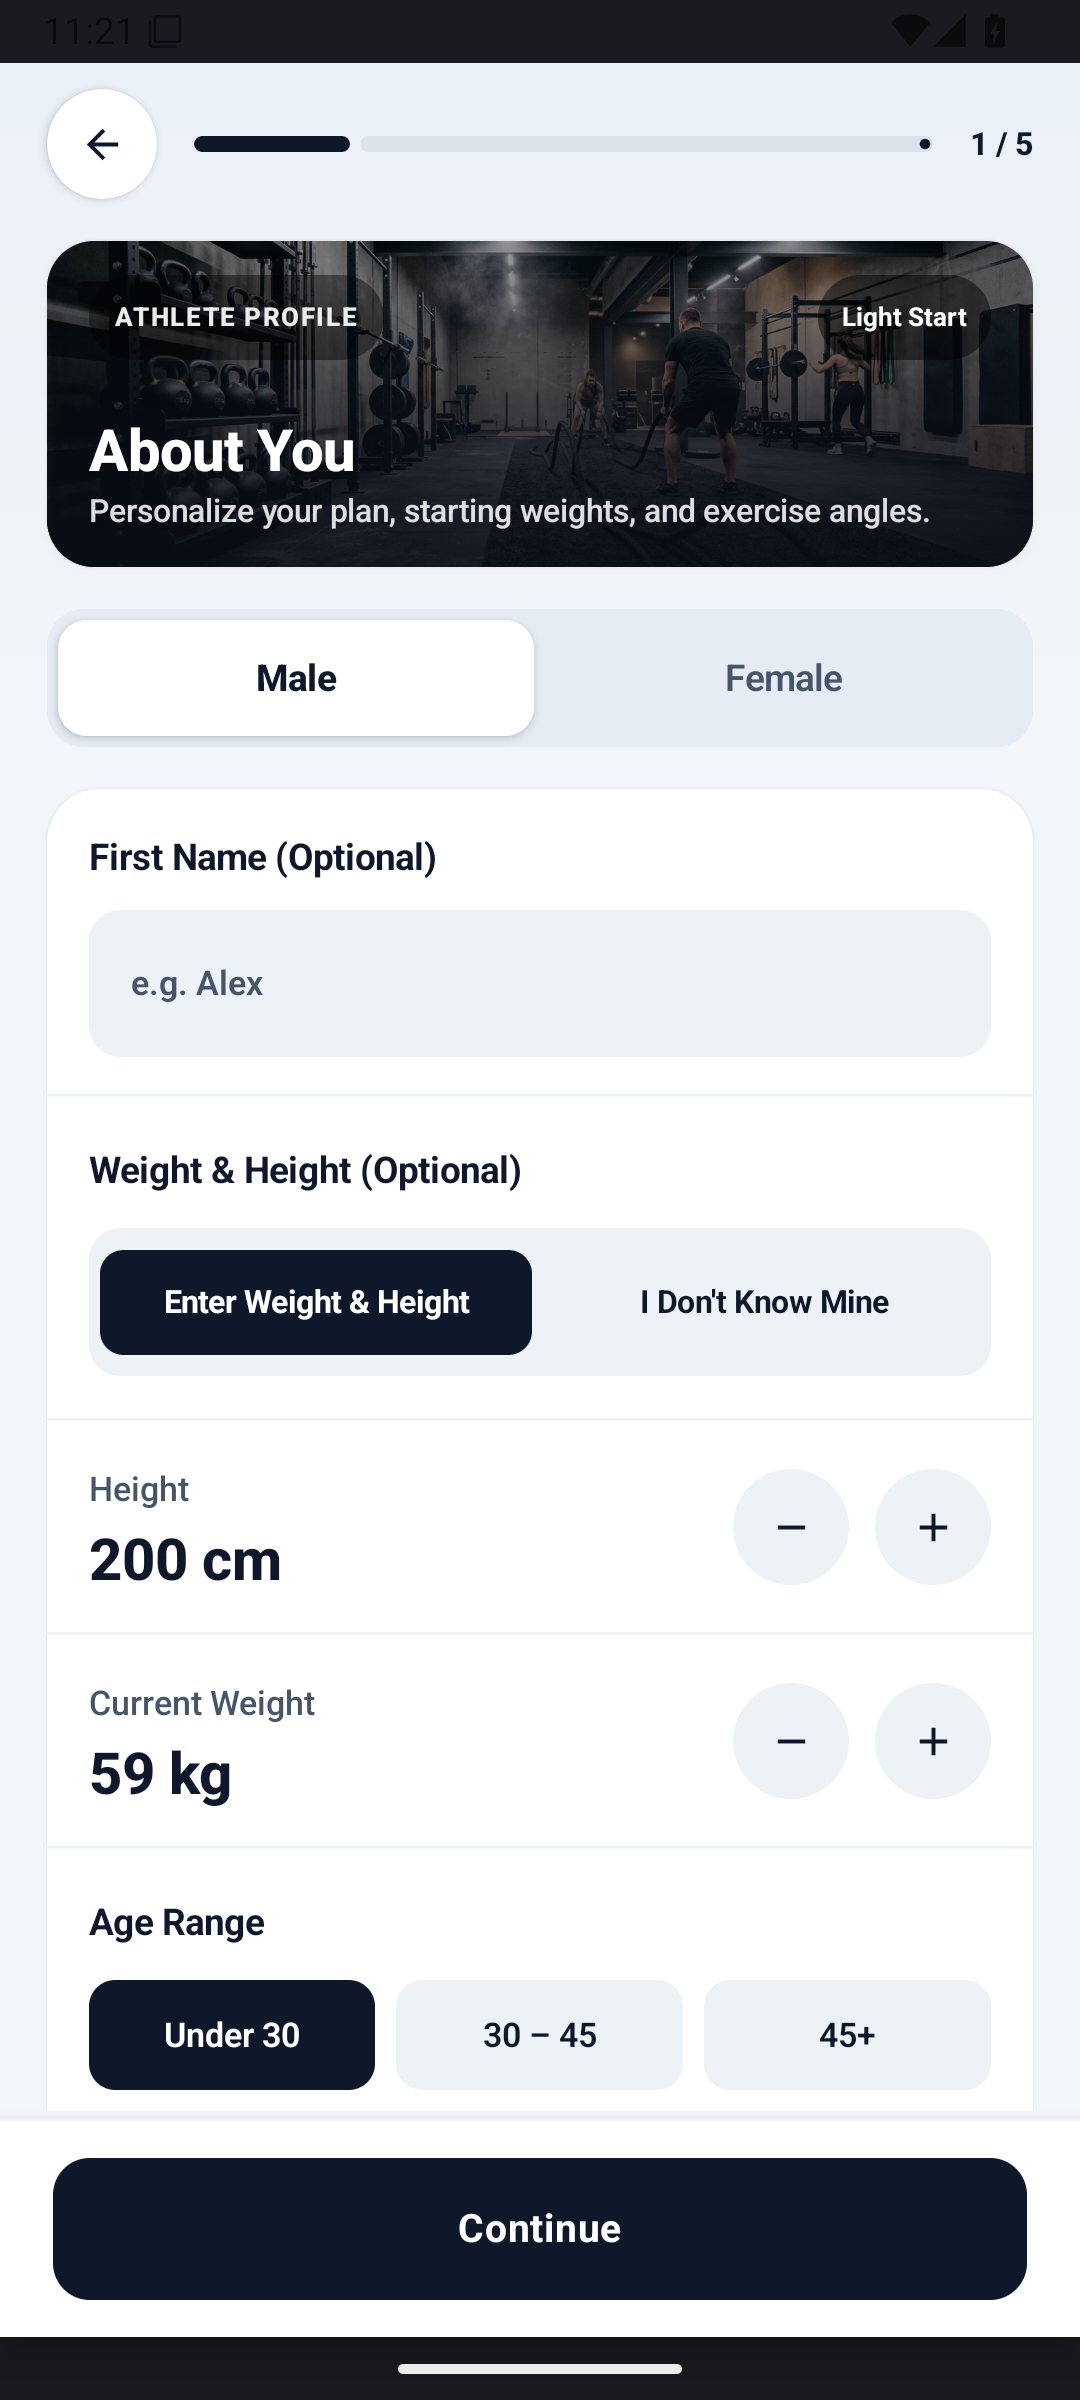 11:21
1 / 5
ATHLETE PROFILE
Light Start
About You
Personalize your plan, starting weights, and exercise angles.
Male
Female
First Name (Optional)
e.g. Alex
Weight & Height (Optional)
Enter Weight & Height
I Don't Know Mine
Height
200 cm
Current Weight
59 kg
Age Range
Under 30
30 – 45
45+
Continue